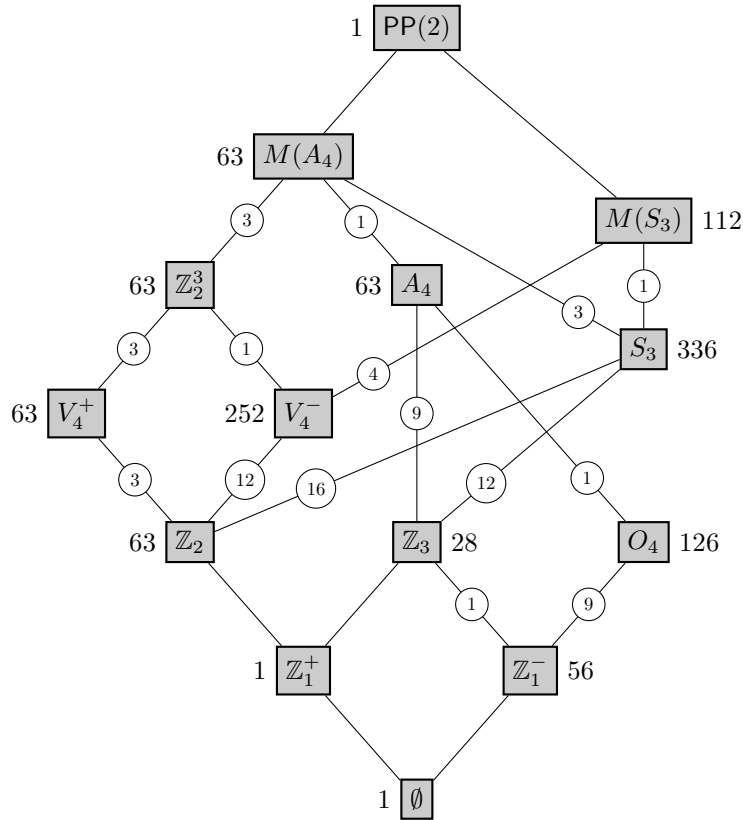 1 PP(2)
63 M(A₄)
M(S₃) 112
3
1
63 ℤ₂³
63 A₄
1
3
S₃ 336
3
1
4
63 V₄⁺
252 V₄⁻
9
3
12
16
12
1
63 ℤ₂
ℤ₃ 28
O₄ 126
1
9
1 ℤ₁⁺
ℤ₁⁻ 56
1 ∅